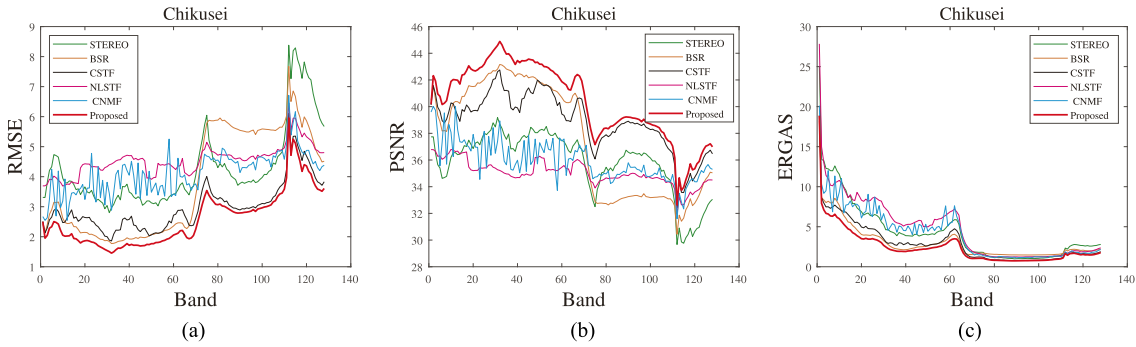 Chikusei
RMSE
9
8
7
6
5
4
3
2
1
STEREO
BSR
CSTF
NLSTF
CNMF
Proposed
0 20 40 60 80 100 120 140
Band
(a)
Chikusei
PSNR
46
44
42
40
38
36
34
32
30
28
STEREO
BSR
CSTF
NLSTF
CNMF
Proposed
0 20 40 60 80 100 120 140
Band
(b)
Chikusei
ERGAS
30
25
20
15
10
5
0
STEREO
BSR
CSTF
NLSTF
CNMF
Proposed
0 20 40 60 80 100 120 140
Band
(c)